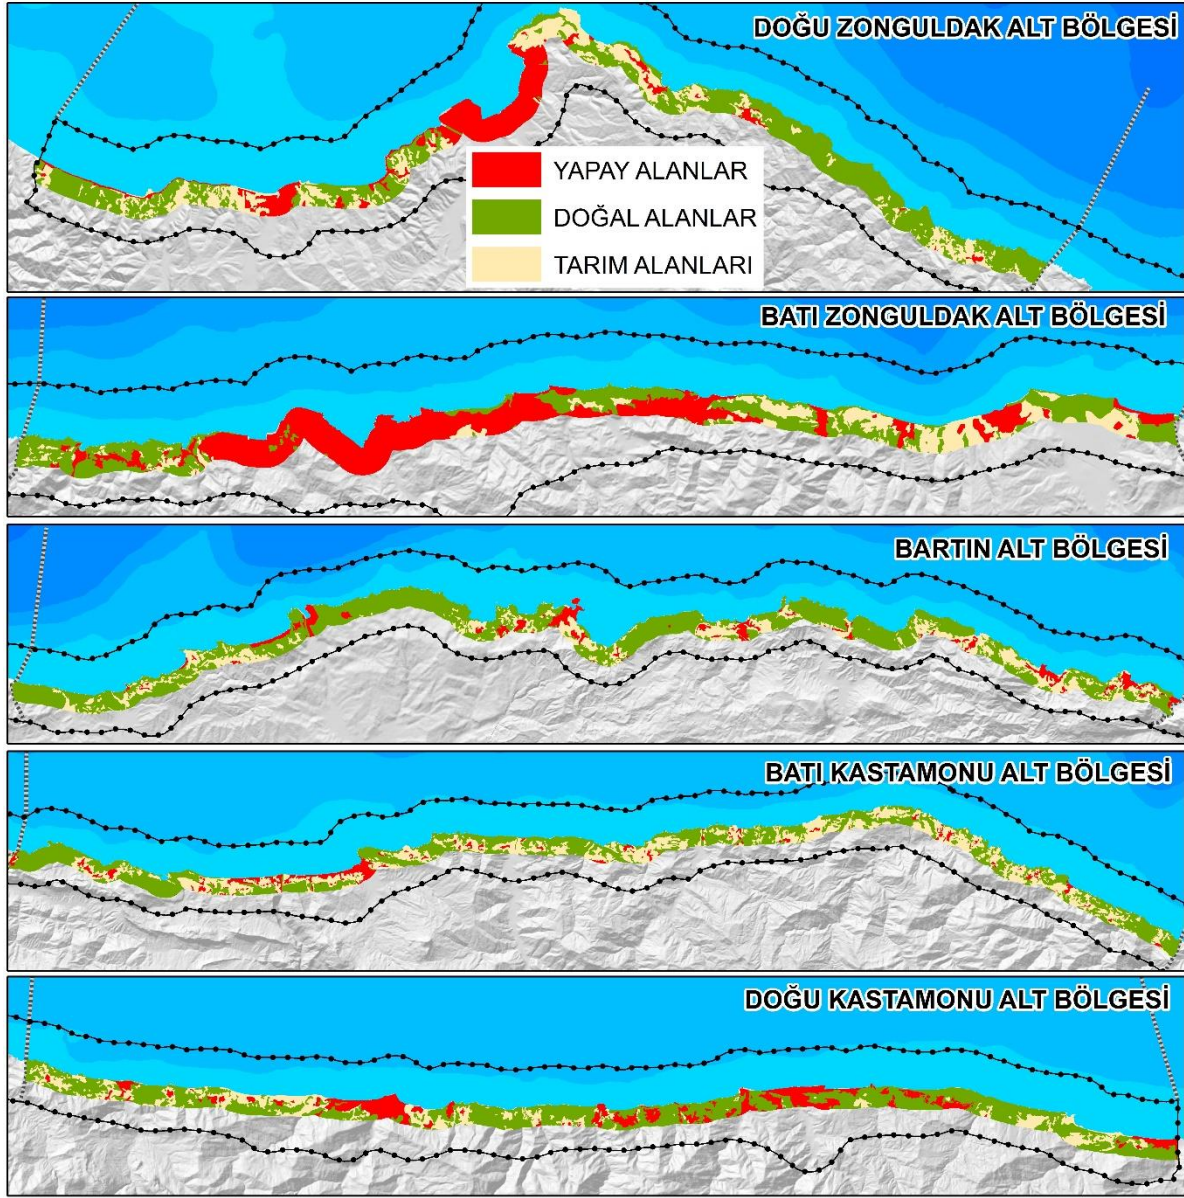 DOĞU ZONGULDAK ALT BÖLGESİ
YAPAY ALANLAR
DOĞAL ALANLAR
TARIM ALANLARI
BATI ZONGULDAK ALT BÖLGESİ
BARTIN ALT BÖLGESİ
BATI KASTAMONU ALT BÖLGESİ
DOĞU KASTAMONU ALT BÖLGESİ